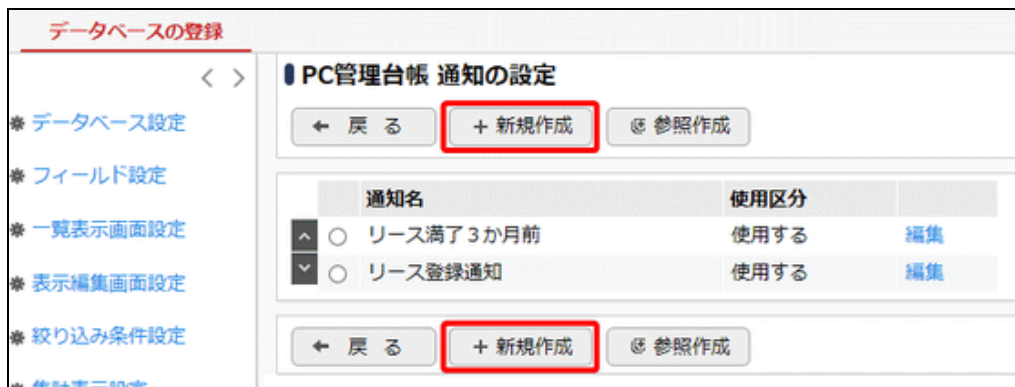 データベースの登録
PC管理台帳 通知の設定
データベース設定
フィールド設定
一覧表示画面設定
表示編集画面設定
絞り込み条件設定
集計表示設定
戻 る
+ 新規作成
参照作成
通知名 使用区分
リース満了3か月前 使用する 編集
リース登録通知 使用する 編集
戻 る
+ 新規作成
参照作成